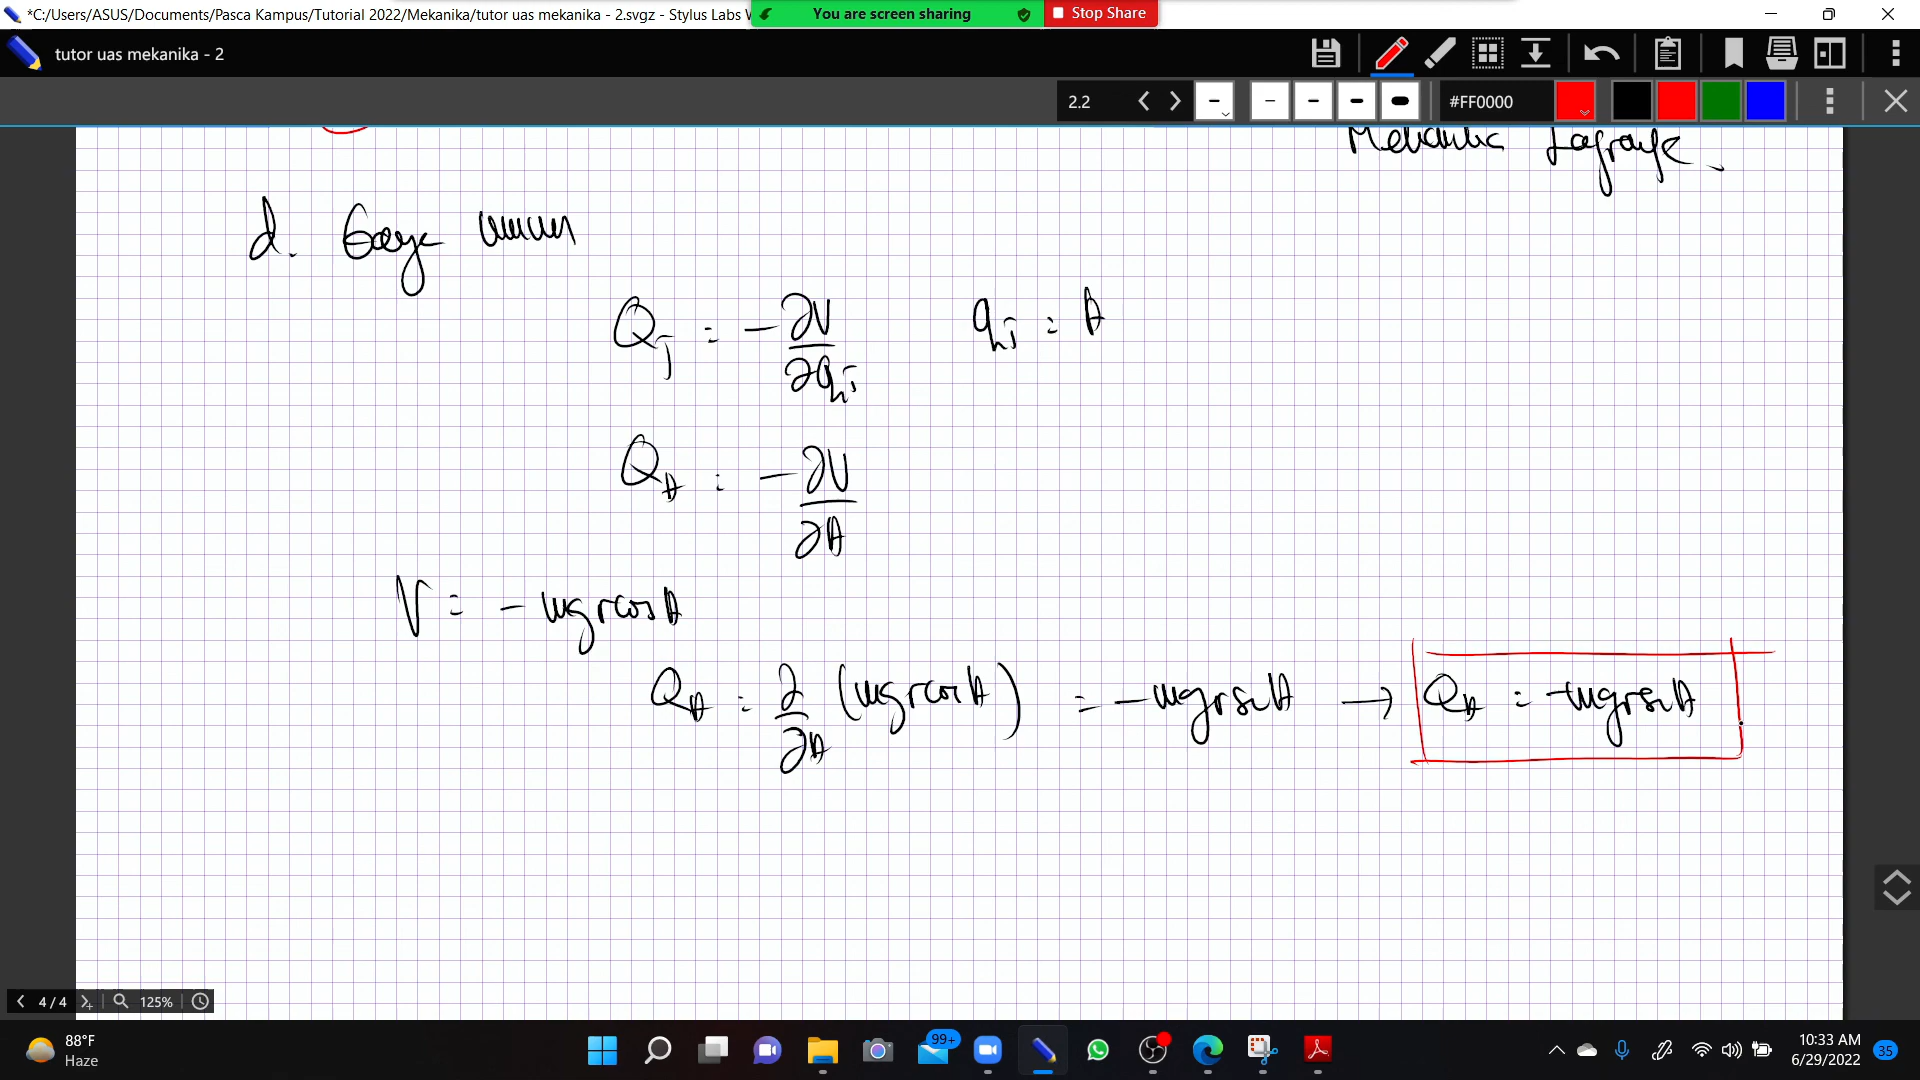 *C:/Users/ASUS/Documents/Pasca Kampus/Tutorial 2022/Mekanika/tutor uas mekanika - 2.svgz - Stylus Labs W
You are screen sharing
Stop Share
tutor uas mekanika - 2
2.2
#FF0000
Mekanika Lagrange
d. Gaya umum
Qj = -∂V/∂qj qj = θ
Qθ = -∂V/∂θ
V = - mgr cos θ
Qθ = ∂/∂θ (mgr cos θ) = - mgr sin θ → Qθ = -mgr sin θ
4 / 4
125%
88°F
Haze
99+
10:33 AM
6/29/2022
35